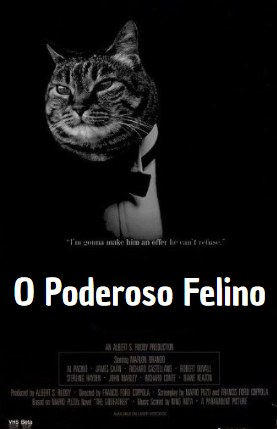 "I'm gonna make him an offer he can't refuse."
O Poderoso Felino
AN ALBERT S. RUDDY PRODUCTION
Starring MARLON BRANDO
AL PACINO JAMES CAAN RICHARD CASTELLANO ROBERT DUVALL
STERLING HAYDEN JOHN MARLEY RICHARD CONTE DIANE KEATON
Produced by ALBERT S. RUDDY Directed by FRANCIS FORD COPPOLA Screenplay by MARIO PUZO and FRANCIS FORD COPPOLA
Based on MARIO PUZO's Novel "THE GODFATHER" Music Scored by NINO ROTA A PARAMOUNT PICTURE
VHS Beta